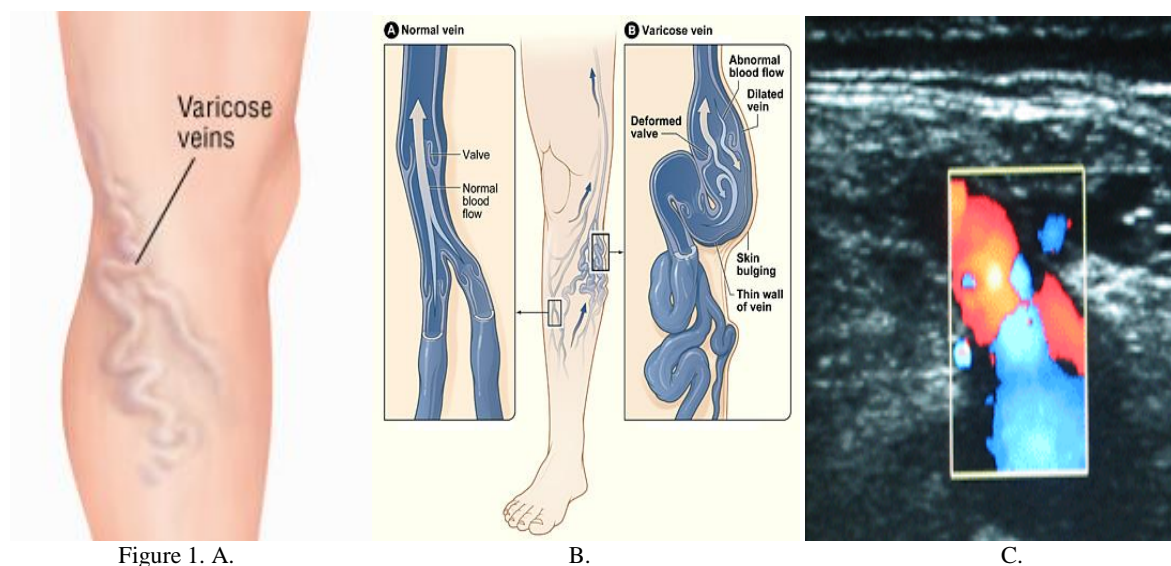 Varicose
veins
A Normal vein
Valve
Normal
blood
flow
B Varicose vein
Abnormal
blood flow
Dilated
vein
Deformed
valve
Skin
bulging
Thin wall
of vein
Figure 1. A.
B.
C.